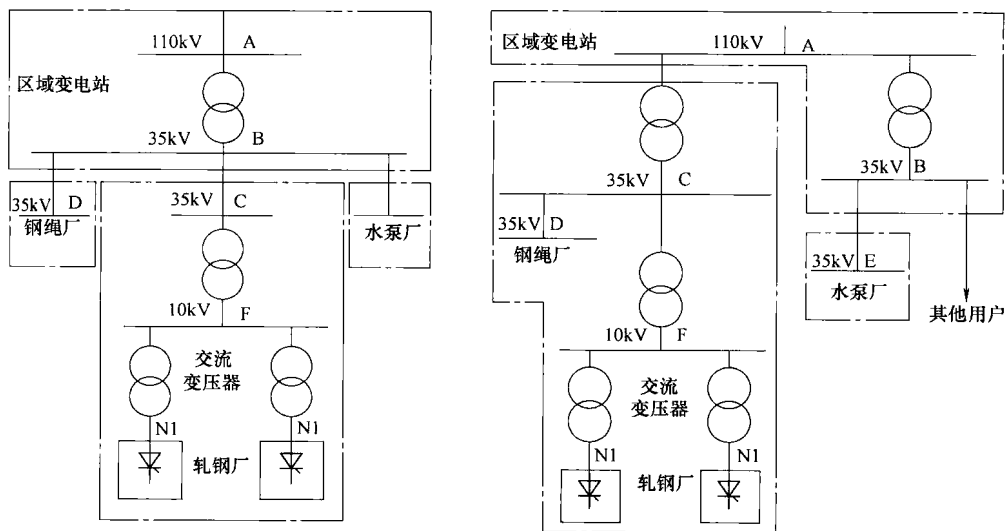 110kV A
区域变电站
35kV B
35kV D
钢绳厂
35kV C
水泵厂
10kV F
交流
变压器
N1 N1
轧钢厂
区域变电站
110kV A
35kV C
35kV B
35kV D
钢绳厂
35kV E
水泵厂
其他用户
10kV F
交流
变压器
N1 N1
轧钢厂